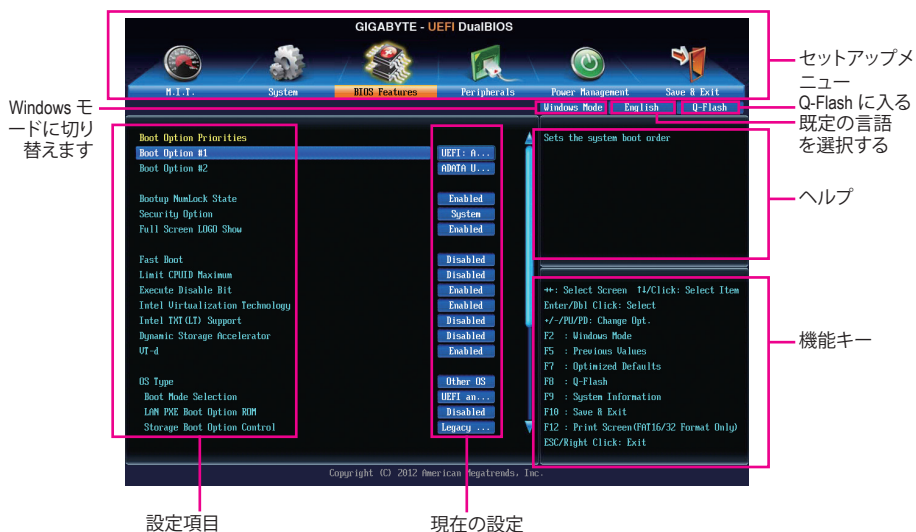 GIGABYTE - UEFI DualBIOS
M.I.T.
System
BIOS Features
Peripherals
Power Management
Save & Exit
Windows Mode
English
Q-Flash
セットアップメ
ニュー
Q-Flash に入る
既定の言語
を選択する
Windows モ
ードに切り
替えます
Boot Option Priorities
Boot Option #1 UEFI: A...
Boot Option #2 ADATA U...
Bootup NumLock State Enabled
Security Option System
Full Screen LOGO Show Enabled
Fast Boot Disabled
Limit CPUID Maximum Disabled
Execute Disable Bit Enabled
Intel Virtualization Technology Enabled
Intel TXT(LT) Support Disabled
Dynamic Storage Accelerator Disabled
VT-d Enabled
OS Type Other OS
Boot Mode Selection UEFI an...
LAN PXE Boot Option ROM Disabled
Storage Boot Option Control Legacy ...
Sets the system boot order
ヘルプ
→←: Select Screen ↑↓/Click: Select Item
Enter/Dbl Click: Select
+/-/PU/PD: Change Opt.
F2 : Windows Mode
F5 : Previous Values
F7 : Optimized Defaults
F8 : Q-Flash
F9 : System Information
F10 : Save & Exit
F12 : Print Screen(FAT16/32 Format Only)
ESC/Right Click: Exit
機能キー
Copyright (C) 2012 American Megatrends, Inc.
設定項目
現在の設定